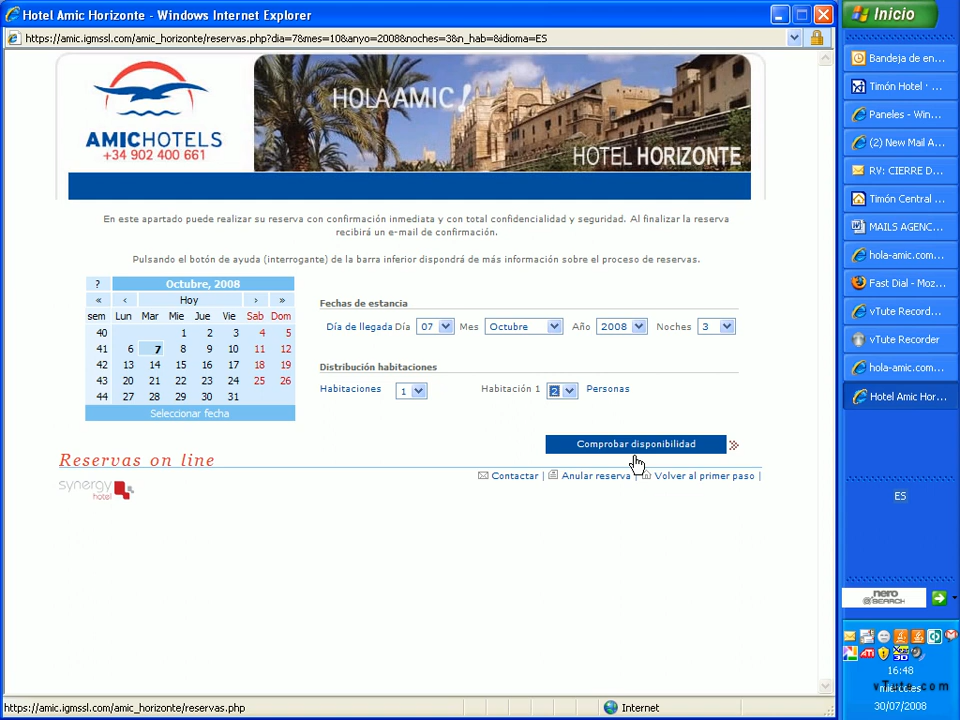 Hotel Amic Horizonte - Windows Internet Explorer
https://amic.igmssl.com/amic_horizonte/reservas.php?dia=7&mes=10&anyo=2008&noches=3&n_hab=&idioma=ES
AMICHOTELS
+34 902 400 661
HOLA AMIC!
HOTEL HORIZONTE
En este apartado puede realizar su reserva con confirmación inmediata y con total confidencialidad y seguridad. Al finalizar la reserva
recibirá un e-mail de confirmación.
Pulsando el botón de ayuda (interrogante) de la barra inferior dispondrá de más información sobre el proceso de reservas.
? Octubre, 2008
« ‹ Hoy › »
sem Lun Mar Mie Jue Vie Sab Dom
40 1 2 3 4 5
41 6 7 8 9 10 11 12
42 13 14 15 16 17 18 19
43 20 21 22 23 24 25 26
44 27 28 29 30 31
Seleccionar fecha
Fechas de estancia
Día de llegada Día 07 Mes Octubre Año 2008 Noches 3
Distribución habitaciones
Habitaciones 1 Habitación 1 2 Personas
Comprobar disponibilidad
Reservas on line
Contactar | Anular reserva | Volver al primer paso |
synergy
hotel
https://amic.igmssl.com/amic_horizonte/reservas.php
Internet
Inicio
Bandeja de en...
Timón Hotel · ...
Paneles - Win...
(2) New Mail A...
RV: CIERRE D...
Timón Central ...
MAILS AGENC...
hola-amic.com...
Fast Dial - Moz...
vTute Record...
vTute Recorder
hola-amic.com...
Hotel Amic Hor...
ES
nero
SEARCH
ATI
3D
16:48
miércoles
vTute.com
30/07/2008